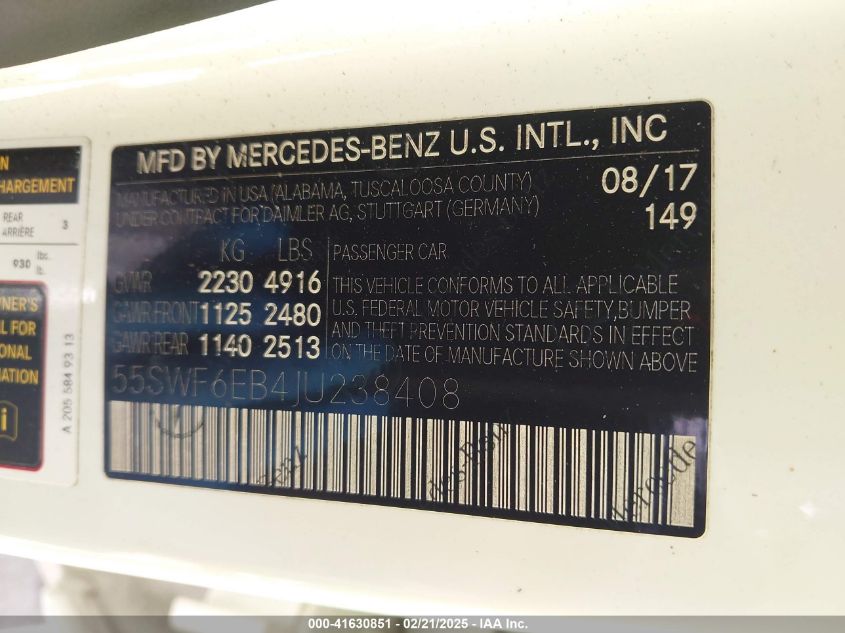 N
HARGEMENT
REAR 3
ARRIÈRE
930 lbs.
lb.
NER'S
L FOR
ONAL
MATION
i
A 205 584 93 13
MFD BY MERCEDES-BENZ U.S. INTL., INC
MANUFACTURED IN USA (ALABAMA, TUSCALOOSA COUNTY) 08/17
UNDER CONTRACT FOR DAIMLER AG, STUTTGART (GERMANY) 149
KG LBS PASSENGER CAR
GVWR 2230 4916 THIS VEHICLE CONFORMS TO ALL APPLICABLE
GAWR FRONT 1125 2480 U.S. FEDERAL MOTOR VEHICLE SAFETY,BUMPER
GAWR REAR 1140 2513 AND THEFT PREVENTION STANDARDS IN EFFECT
ON THE DATE OF MANUFACTURE SHOWN ABOVE
55SWF6EB4JU238408
000-41630851 / 02/21/2025 - IAA Inc.